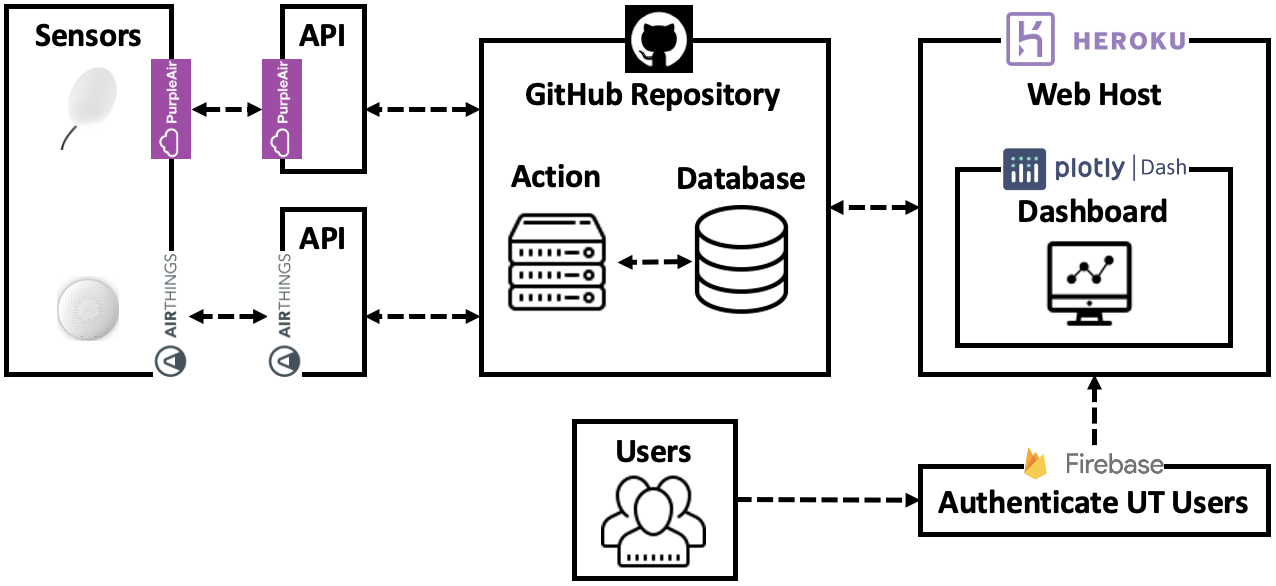 Sensors
PurpleAir
AIRTHINGS
API
PurpleAir
API
AIRTHINGS
GitHub Repository
Action
Database
HEROKU
Web Host
plotly | Dash
Dashboard
Users
Firebase
Authenticate UT Users